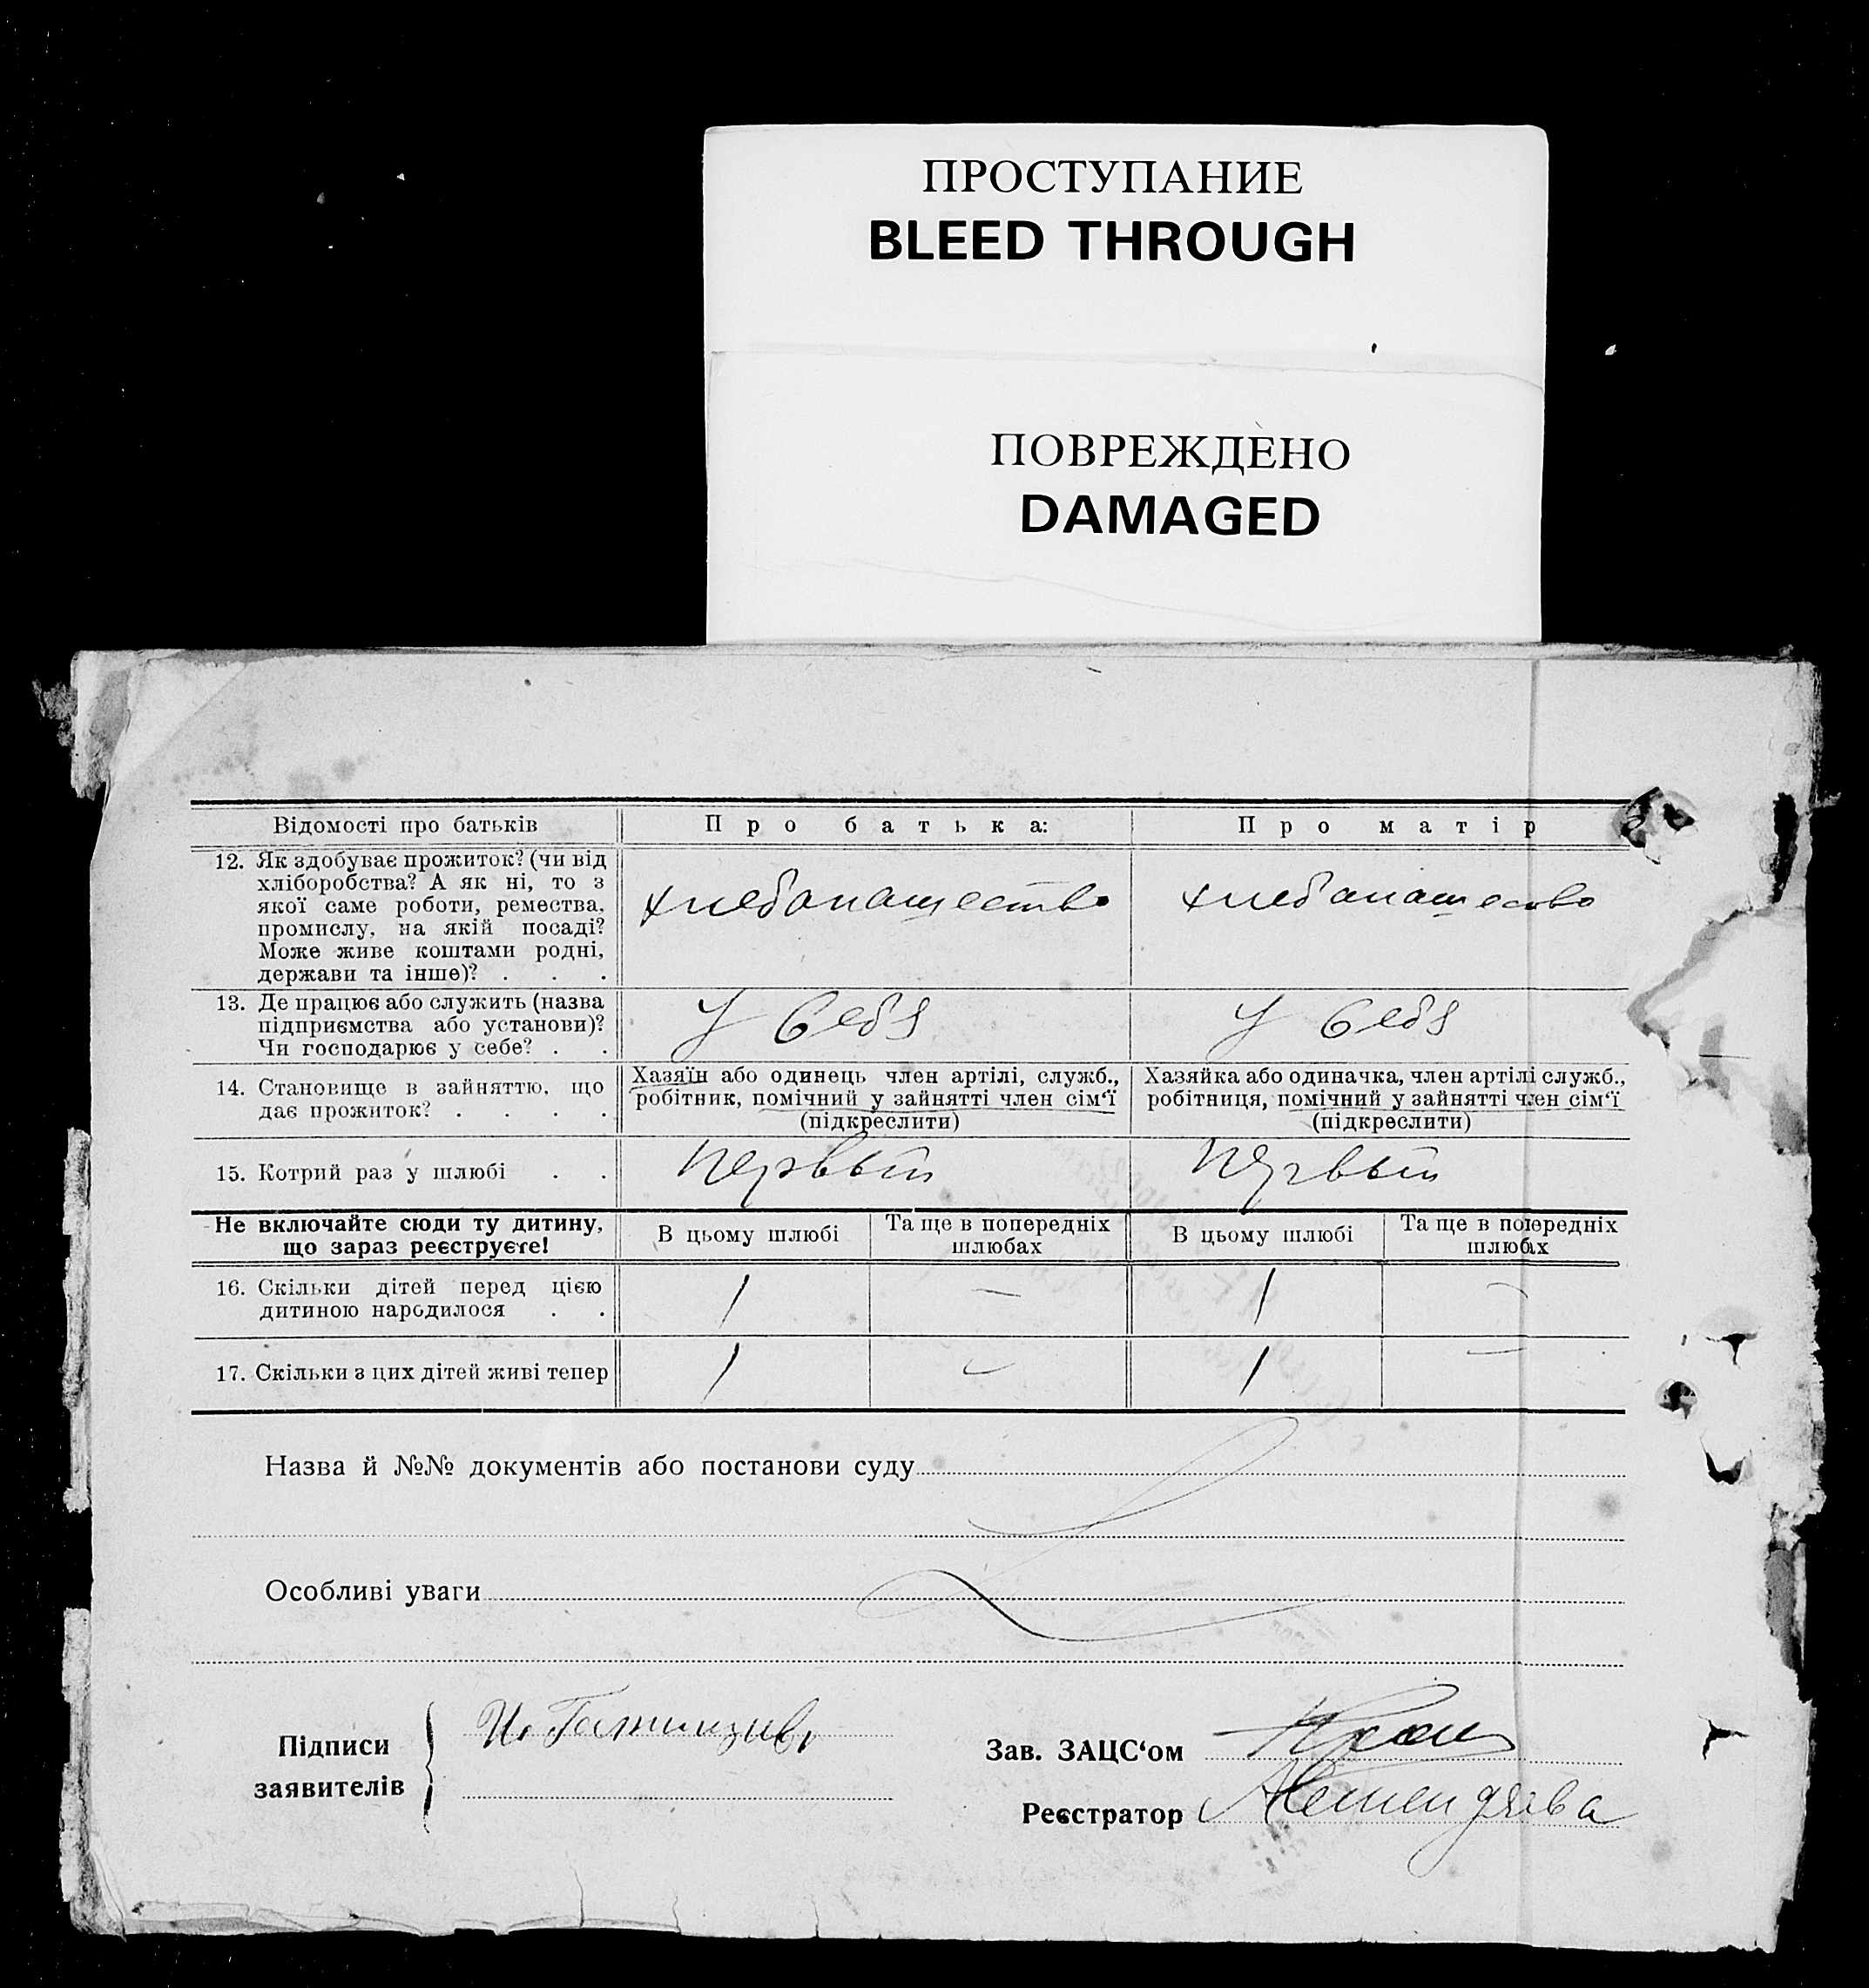 ПРОСТУПАНИЕ
BLEED THROUGH
ПОВРЕЖДЕНО
DAMAGED
Відомості про батьків
Про батька:
Про матір
12. Як здобуває прожиток? (чи від
хліборобства? А як ні, то з
якої саме роботи, ремества,
промислу, на якій посаді?
Може живе коштами родні,
держави та інше)? . . .
хлебопашество
хлебопашество
13. Де працює або служить (назва
підприємства або установи)?
Чи господарює у себе? . .
У себя
У себя
14. Становище в зайняттю, що
дає прожиток? . . . .
Хазяїн або одинець член артілі, служб.,
робітник, помічний у зайнятті член сім‘ї
(підкреслити)
Хазяйка або одиначка, член артілі служб.,
робітниця, помічний у зайнятті член сім‘ї
(підкреслити)
15. Котрий раз у шлюбі . .
первый
первый
Не включайте сюди ту дитину,
що зараз реєструєте!
В цьому шлюбі
Та ще в попередніх
шлюбах
В цьому шлюбі
Та ще в попередніх
шлюбах
16. Скільки дітей перед цією
дитиною народилося . .
1
—
1
—
17. Скільки з цих дітей живі тепер
1
—
1
—
Назва й №№ документів або постанови суду
Особливі уваги
Підписи
заявителів
И.
Зав. ЗАЦС‘ом
Реєстратор